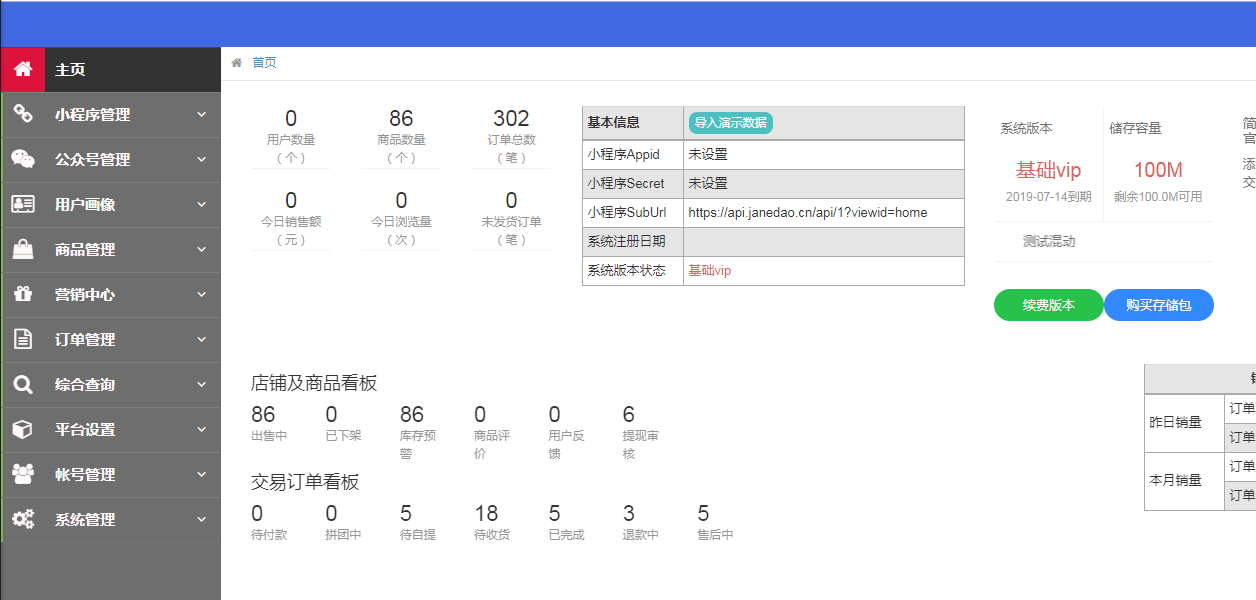 主页
小程序管理
公众号管理
用户画像
商品管理
营销中心
订单管理
综合查询
平台设置
帐号管理
系统管理
首页
0 86 302
用户数量 商品数量 订单总数
（个） （个） （笔）
0 0 0
今日销售额 今日浏览量 未发货订单
（元） （次） （笔）
基本信息 导入演示数据
小程序Appid 未设置
小程序Secret 未设置
小程序SubUrl https://api.janedao.cn/api/1?viewid=home
系统注册日期
系统版本状态 基础vip
系统版本 储存容量
基础vip 100M
2019-07-14到期 剩余100.0M可用
测试混动
续费版本 购买存储包
简
官
添
交
店铺及商品看板
86 0 86 0 0 6
出售中 已下架 库存预警 商品评价 用户反馈 提现审核
交易订单看板
0 0 5 18 5 3 5
待付款 拼团中 待自提 待收货 已完成 退款中 售后中
昨日销量 订单
订单
本月销量 订单
订单